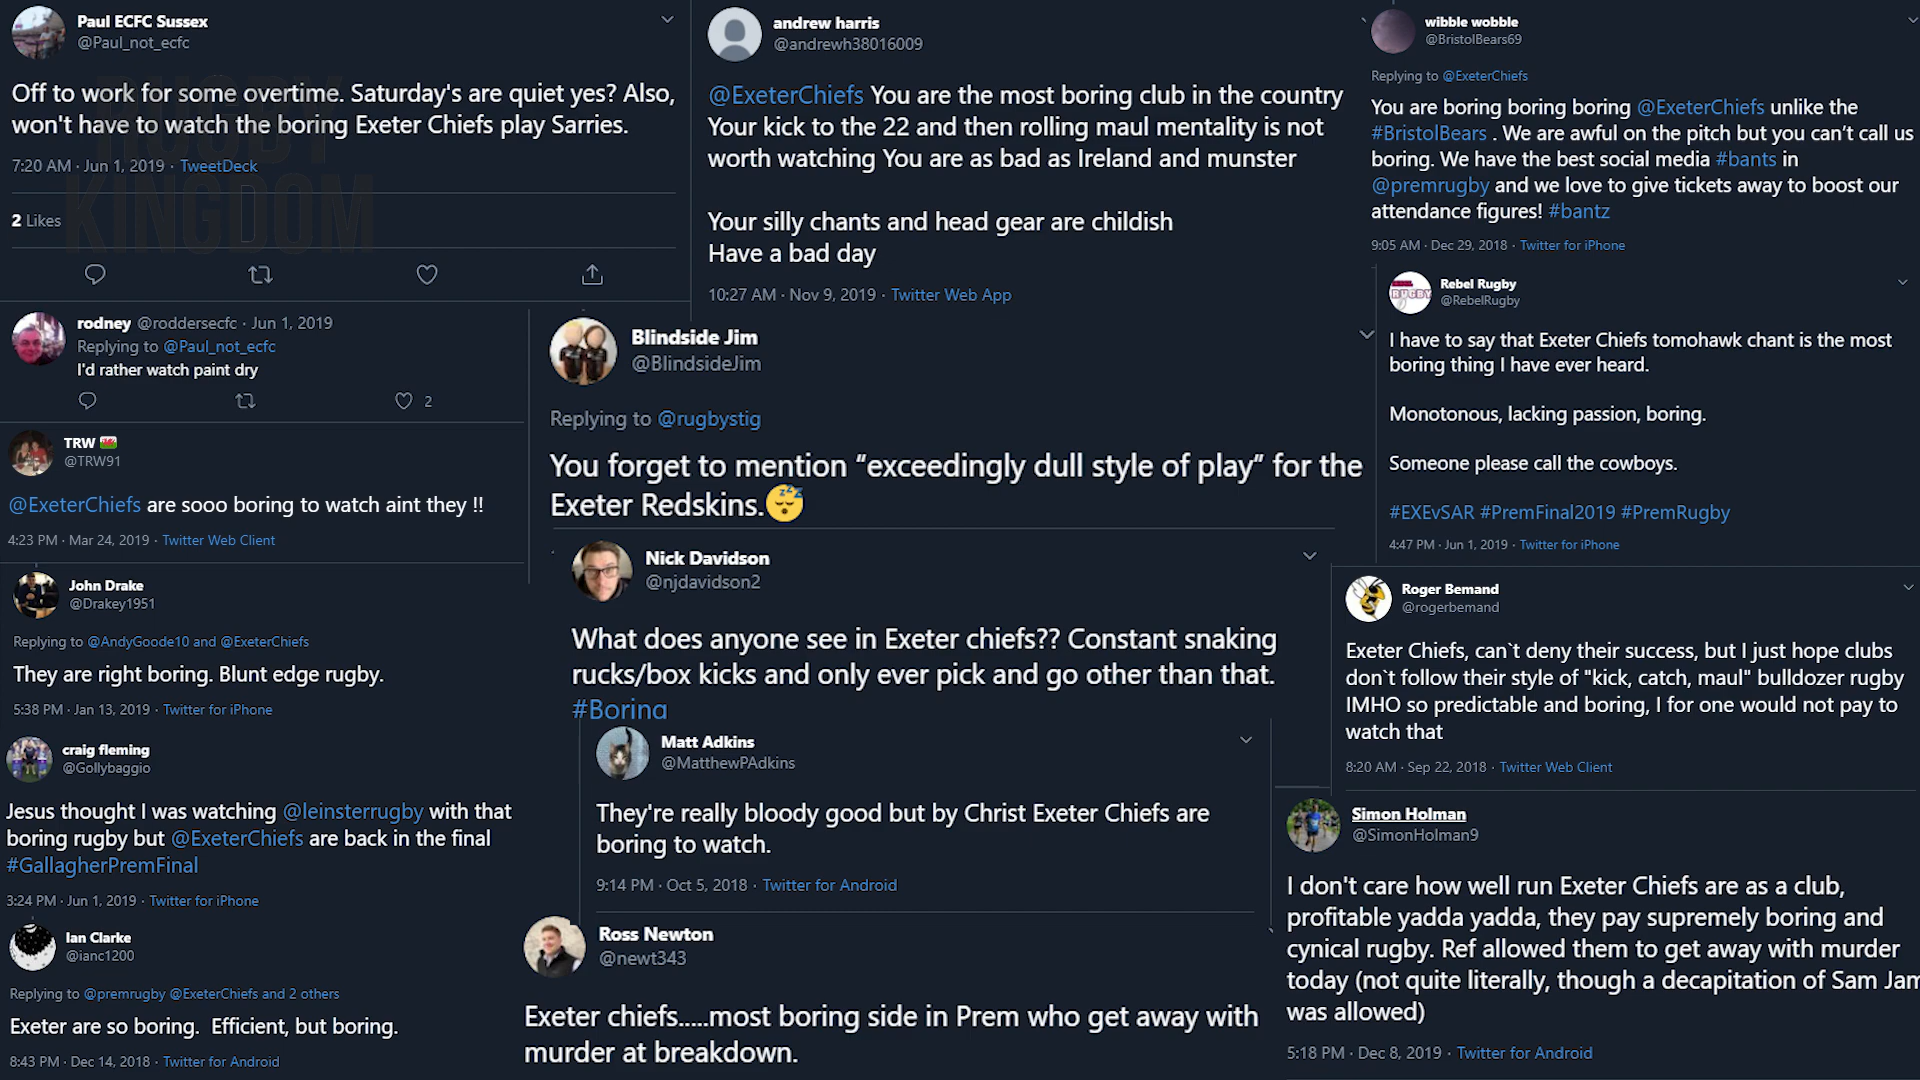 Paul ECFC Sussex
@Paul_not_ecfc
Off to work for some overtime. Saturday's are quiet yes? Also,
won't have to watch the boring Exeter Chiefs play Sarries.
7:20 AM · Jun 1, 2019 · TweetDeck
2 Likes
RUGBY
KINGDOM
rodney @roddersecfc · Jun 1, 2019
Replying to @Paul_not_ecfc
I'd rather watch paint dry
2
TRW
@TRW91
@ExeterChiefs are sooo boring to watch aint they !!
4:23 PM · Mar 24, 2019 · Twitter Web Client
John Drake
@Drakey1951
Replying to @AndyGoode10 and @ExeterChiefs
They are right boring. Blunt edge rugby.
5:38 PM · Jan 13, 2019 · Twitter for iPhone
craig fleming
@Gollybaggio
Jesus thought I was watching @leinsterrugby with that
boring rugby but @ExeterChiefs are back in the final
#GallagherPremFinal
3:24 PM · Jun 1, 2019 · Twitter for iPhone
Ian Clarke
@ianc1200
Replying to @premrugby @ExeterChiefs and 2 others
Exeter are so boring. Efficient, but boring.
8:43 PM · Dec 14, 2018 · Twitter for Android
andrew harris
@andrewh38016009
@ExeterChiefs You are the most boring club in the country
Your kick to the 22 and then rolling maul mentality is not
worth watching You are as bad as Ireland and munster
Your silly chants and head gear are childish
Have a bad day
10:27 AM · Nov 9, 2019 · Twitter Web App
Blindside Jim
@BlindsideJim
Replying to @rugbystig
You forget to mention “exceedingly dull style of play” for the
Exeter Redskins.😴
Nick Davidson
@njdavidson2
What does anyone see in Exeter chiefs?? Constant snaking
rucks/box kicks and only ever pick and go other than that.
#Boring
Matt Adkins
@MatthewPAdkins
They're really bloody good but by Christ Exeter Chiefs are
boring to watch.
9:14 PM · Oct 5, 2018 · Twitter for Android
Ross Newton
@newt343
Exeter chiefs.....most boring side in Prem who get away with
murder at breakdown.
wibble wobble
@BristolBears69
Replying to @ExeterChiefs
You are boring boring boring @ExeterChiefs unlike the
#BristolBears . We are awful on the pitch but you can’t call us
boring. We have the best social media #bants in
@premrugby and we love to give tickets away to boost our
attendance figures! #bantz
9:05 AM · Dec 29, 2018 · Twitter for iPhone
RUGBY
Rebel Rugby
@RebelRugby
I have to say that Exeter Chiefs tomohawk chant is the most
boring thing I have ever heard.
Monotonous, lacking passion, boring.
Someone please call the cowboys.
#EXEvSAR #PremFinal2019 #PremRugby
4:47 PM · Jun 1, 2019 · Twitter for iPhone
Roger Bemand
@rogerbemand
Exeter Chiefs, can`t deny their success, but I just hope clubs
don`t follow their style of "kick, catch, maul" bulldozer rugby
IMHO so predictable and boring, I for one would not pay to
watch that
8:20 AM · Sep 22, 2018 · Twitter Web Client
Simon Holman
@SimonHolman9
I don't care how well run Exeter Chiefs are as a club,
profitable yadda yadda, they pay supremely boring and
cynical rugby. Ref allowed them to get away with murder
today (not quite literally, though a decapitation of Sam Jam
was allowed)
5:18 PM · Dec 8, 2019 · Twitter for Android